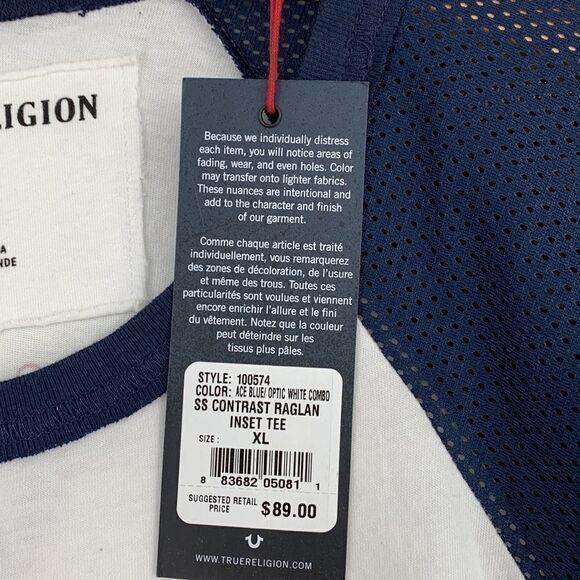 IGION
A
NDE
Because we individually distress
each item, you will notice areas of
fading, wear, and even holes. Color
may transfer onto lighter fabrics.
These nuances are intentional and
add to the character and finish
of our garment.
Comme chaque article est traité
individuellement, vous remarquerez
des zones de décoloration, de l'usure
et même des trous. Toutes ces
particularités sont voulues et viennent
encore enrichir l'allure et le fini
du vêtement. Notez que la couleur
peut déteindre sur les
tissus plus pâles.
STYLE: 100574
COLOR: ACE BLUE/ OPTIC WHITE COMBO
SS CONTRAST RAGLAN
INSET TEE
SIZE: XL
8 83682 05081 1
SUGGESTED RETAIL
PRICE $89.00
WWW.TRUERELIGION.COM